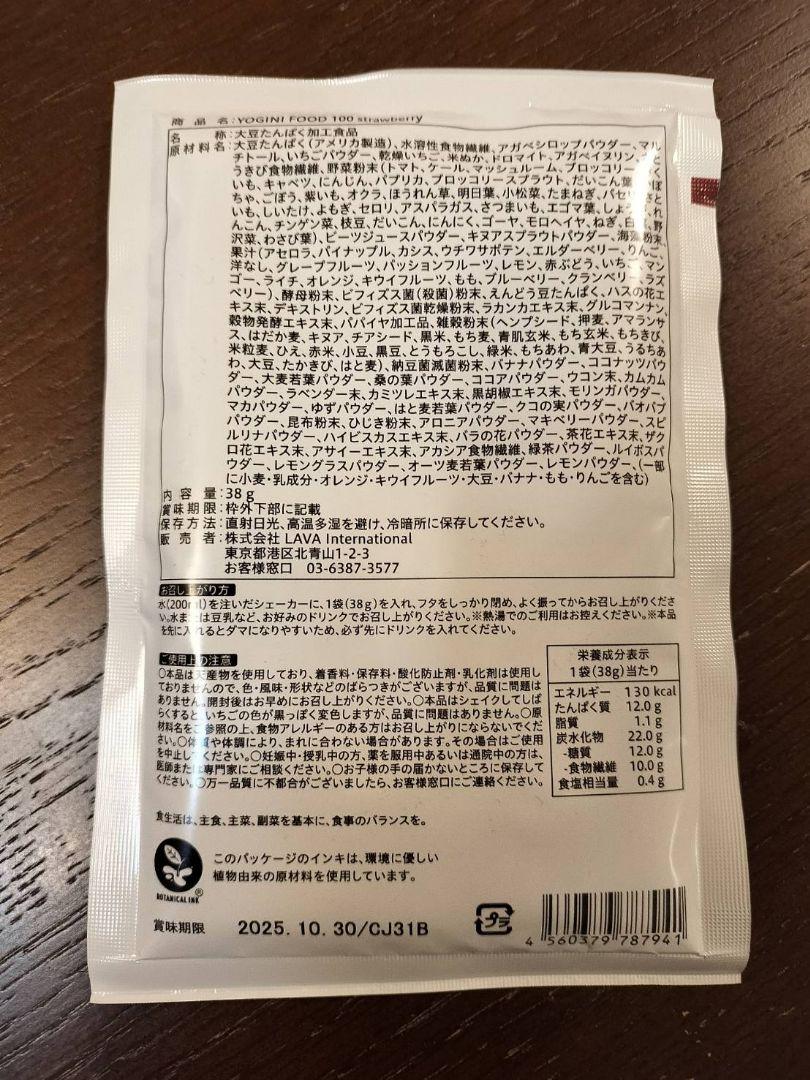 商品名:YOGINI FOOD 100 strawberry
名称:大豆たんぱく加工食品
原材料名:大豆たんぱく(アメリカ製造)、水溶性食物繊維、アガベシロップパウダー、マル
チトール、いちごパウダー、乾燥いちご、米ぬか、ドロマイト、アガベイヌリン、
うきび食物繊維、野菜粉末(トマト、ケール、マッシュルーム、ブロッコリー
いも、キャベツ、にんじん、パプリカ、ブロッコリースプラウト、だいこん葉
ちゃ、ごぼう、紫いも、オクラ、ほうれん草、明日葉、小松菜、たまねぎ、パセ
いも、しいたけ、よもぎ、セロリ、アスパラガス、さつまいも、エゴマ葉、しょ
んこん、チンゲン菜、枝豆、だいこん、にんにく、ゴーヤ、モロヘイヤ、ねぎ、白
沢菜、わさび葉)、ビーツジュースパウダー、キヌアスプラウトパウダー、海藻粉末、
果汁(アセロラ、パイナップル、カシス、ウチワサボテン、エルダーベリー、りんご、
洋なし、グレープフルーツ、パッションフルーツ、レモン、赤ぶどう、いちご、マン
ゴー、ライチ、オレンジ、キウイフルーツ、もも、ブルーベリー、クランベリー、ラズ
ベリー)、酵母粉末、ビフィズス菌(殺菌)粉末、えんどう豆たんぱく、ハスの花エ
キス末、デキストリン、ビフィズス菌乾燥粉末、ラカンカエキス末、グルコマンナン、
穀物発酵エキス末、パパイヤ加工品、雑穀粉末(ヘンプシード、押麦、アマランサ
ス、はだか麦、キヌア、チアシード、黒米、もち麦、青肌玄米、もち玄米、もちきび、
米粒麦、ひえ、赤米、小豆、黒豆、とうもろこし、緑米、もちあわ、青大豆、うるちあ
わ、大豆、たかきび、はと麦)、納豆菌滅菌粉末、バナナパウダー、ココナッツパウ
ダー、大麦若葉パウダー、桑の葉パウダー、ココアパウダー、ウコン末、カムカム
パウダー、ラベンダー末、カミツレエキス末、黒胡椒エキス末、モリンガパウダー、
マカパウダー、ゆずパウダー、はと麦若葉パウダー、クコの実パウダー、バオバブ
パウダー、昆布粉末、ひじき粉末、アロニアパウダー、マキベリーパウダー、スピ
ルリナパウダー、ハイビスカスエキス末、バラの花パウダー、茶花エキス末、ザク
ロ花エキス末、アサイーエキス末、アカシア食物繊維、緑茶パウダー、ルイボスパ
ウダー、レモングラスパウダー、オーツ麦若葉パウダー、レモンパウダー、(一部
に小麦・乳成分・オレンジ・キウイフルーツ・大豆・バナナ・もも・りんごを含む)
内容量:38g
賞味期限:枠外下部に記載
保存方法:直射日光、高温多湿を避け、冷暗所に保存してください。
販売者:株式会社 LAVA International
東京都港区北青山1-2-3
お客様窓口 03-6387-3577
お召し上がり方
水(200ml)を注いだシェーカーに、1袋(38g)を入れ、フタをしっかり閉め、よく振ってからお召し上がりくださ
い。水または豆乳など、お好みのドリンクでお召し上がりください。※熱湯でのご利用はお控えください。※本品
を先に入れるとダマになりやすいため、必ず先にドリンクを入れてください。
ご使用上の注意
○本品は天産物を使用しており、着香料・保存料・酸化防止剤・乳化剤は使用し
ておりませんので、色・風味・形状などのばらつきがございますが、品質に問題は
ありません。開封後はお早めにお召し上がりください。○本品はシェイクしてしば
らくすると、いちごの色が黒っぽく変色しますが、品質に問題はありません。○原
材料名をご参照の上、食物アレルギーのある方はお召し上がりにならないでくだ
さい。○体質や体調により、まれに合わない場合があります。その場合はご使用
を中止してください。○妊娠中・授乳中の方、薬を服用中あるいは通院中の方は、
医師または専門家にご相談ください。○お子様の手の届かないところに保存して
ください。○万一品質に不都合がございましたら、お客様窓口にご連絡ください。
栄養成分表示
1袋(38g)当たり
エネルギー 130 kcal
たんぱく質 12.0 g
脂質 1.1 g
炭水化物 22.0 g
-糖質 12.0 g
-食物繊維 10.0 g
食塩相当量 0.4 g
食生活は、主食、主菜、副菜を基本に、食事のバランスを。
このパッケージのインキは、環境に優しい
植物由来の原材料を使用しています。
BOTANICAL INK ®
賞味期限 2025.10.30/CJ31B
プラ
4 560379 787941